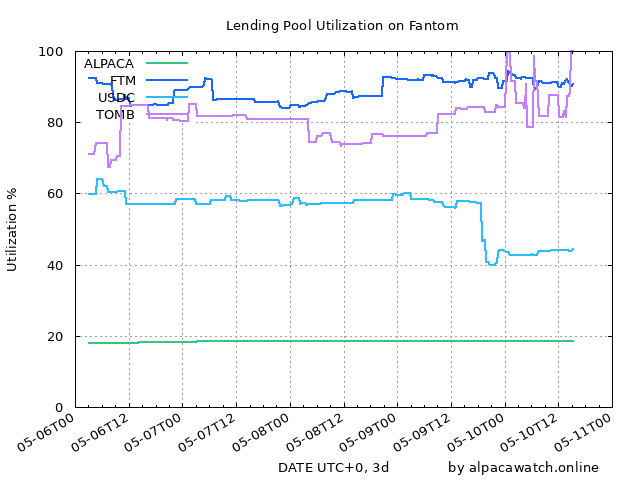 Lending Pool Utilization on Fantom
ALPACA
FTM
USDC
TOMB
Utilization %
100
80
60
40
20
0
05-06T00
05-06T12
05-07T00
05-07T12
05-08T00
05-08T12
05-09T00
05-09T12
05-10T00
05-10T12
05-11T00
DATE UTC+0, 3d
by alpacawatch.online